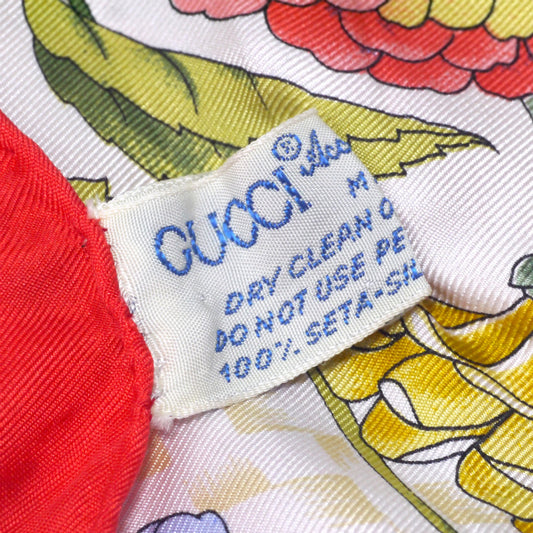 GUCCI®
M
DRY CLEAN O
DO NOT USE PE
100% SETA-SIL